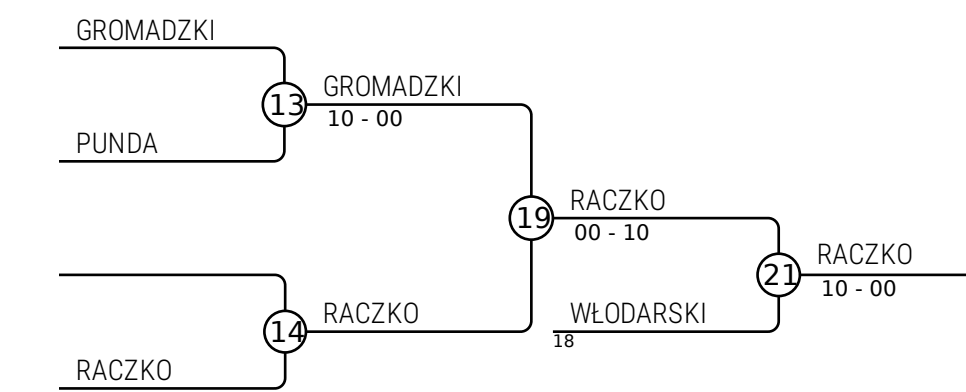 GROMADZKI
13
GROMADZKI
10 - 00
PUNDA
19
RACZKO
00 - 10
21
RACZKO
10 - 00
14
RACZKO
WŁODARSKI
18
RACZKO